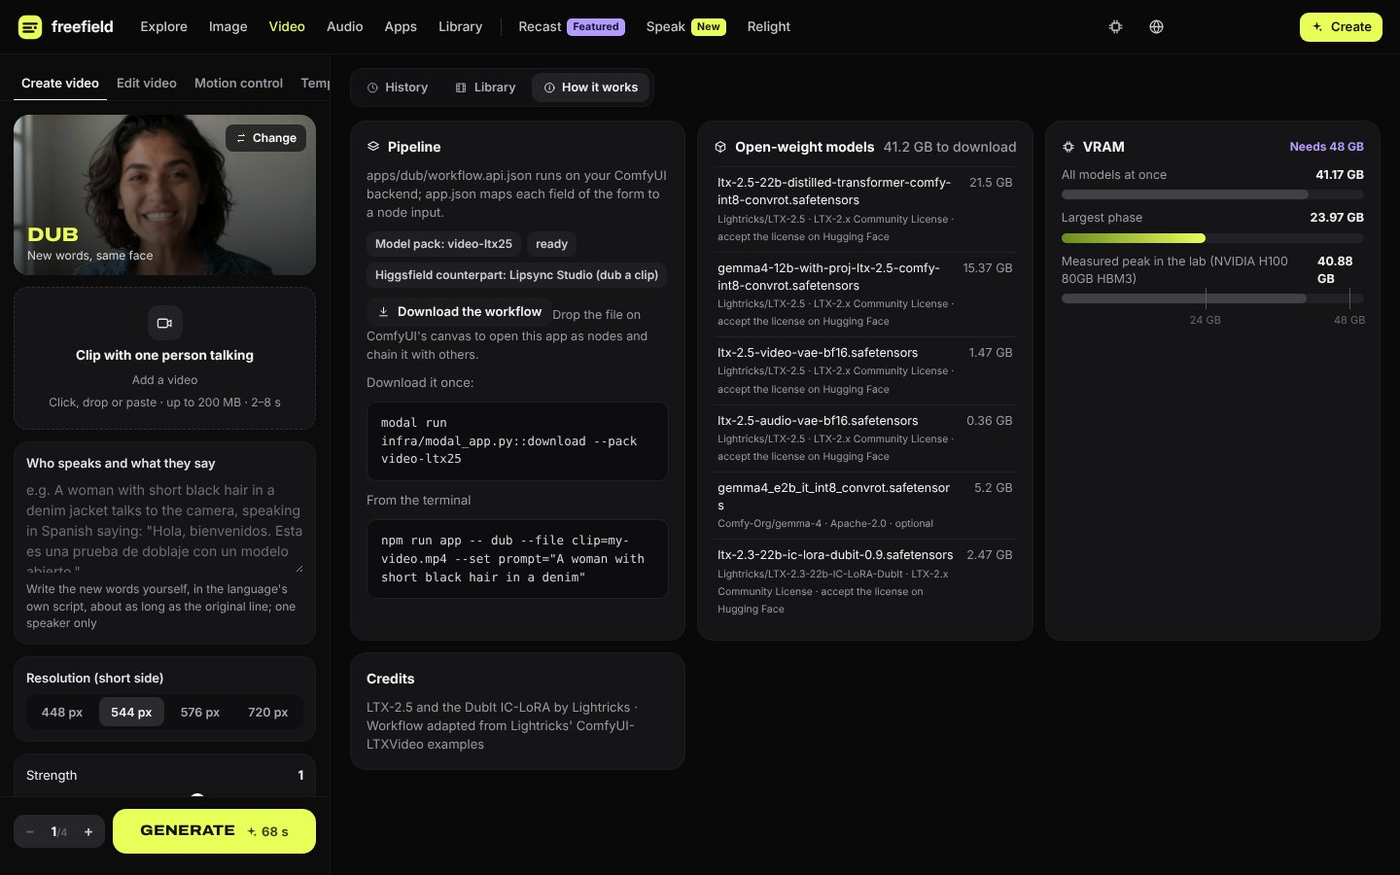 freefield
Explore
Image
Video
Audio
Apps
Library
Recast
Featured
Speak
New
Relight
Create
Create video
Edit video
Motion control
Change
DUB
New words, same face
Clip with one person talking
Add a video
Click, drop or paste · up to 200 MB · 2–8 s
Who speaks and what they say
e.g. A woman with short black hair in a
denim jacket talks to the camera, speaking
in Spanish saying: "Hola, bienvenidos. Esta
es una prueba de doblaje con un modelo
abierto."
Write the new words yourself, in the language's
own script, about as long as the original line; one
speaker only
Resolution (short side)
448 px
544 px
576 px
720 px
Strength
1
1/4
GENERATE
68 s
History
Library
How it works
Pipeline
apps/dub/workflow.api.json runs on your ComfyUI
backend; app.json maps each field of the form to
a node input.
Model pack: video-ltx25
ready
Higgsfield counterpart: Lipsync Studio (dub a clip)
Download the workflow Drop the file on
ComfyUI's canvas to open this app as nodes and
chain it with others.
Download it once:
modal run
infra/modal_app.py::download --pack
video-ltx25
From the terminal
npm run app -- dub --file clip=my-
video.mp4 --set prompt="A woman with
short black hair in a denim"
Open-weight models
41.2 GB to download
ltx-2.5-22b-distilled-transformer-comfy-
int8-convrot.safetensors
21.5 GB
Lightricks/LTX-2.5 · LTX-2.x Community License ·
accept the license on Hugging Face
gemma4-12b-with-proj-ltx-2.5-comfy-
int8-convrot.safetensors
15.37 GB
Lightricks/LTX-2.5 · LTX-2.x Community License ·
accept the license on Hugging Face
ltx-2.5-video-vae-bf16.safetensors
1.47 GB
Lightricks/LTX-2.5 · LTX-2.x Community License ·
accept the license on Hugging Face
ltx-2.5-audio-vae-bf16.safetensors
0.36 GB
Lightricks/LTX-2.5 · LTX-2.x Community License ·
accept the license on Hugging Face
gemma4_e2b_it_int8_convrot.safetensor
s
5.2 GB
Comfy-Org/gemma-4 · Apache-2.0 · optional
ltx-2.3-22b-ic-lora-dubit-0.9.safetensors
2.47 GB
Lightricks/LTX-2.3-22b-IC-LoRA-DubIt · LTX-2.x
Community License · accept the license on
Hugging Face
VRAM
Needs 48 GB
All models at once
41.17 GB
Largest phase
23.97 GB
Measured peak in the lab (NVIDIA H100
80GB HBM3)
40.88
GB
24 GB
48 GB
Credits
LTX-2.5 and the DubIt IC-LoRA by Lightricks ·
Workflow adapted from Lightricks' ComfyUI-
LTXVideo examples